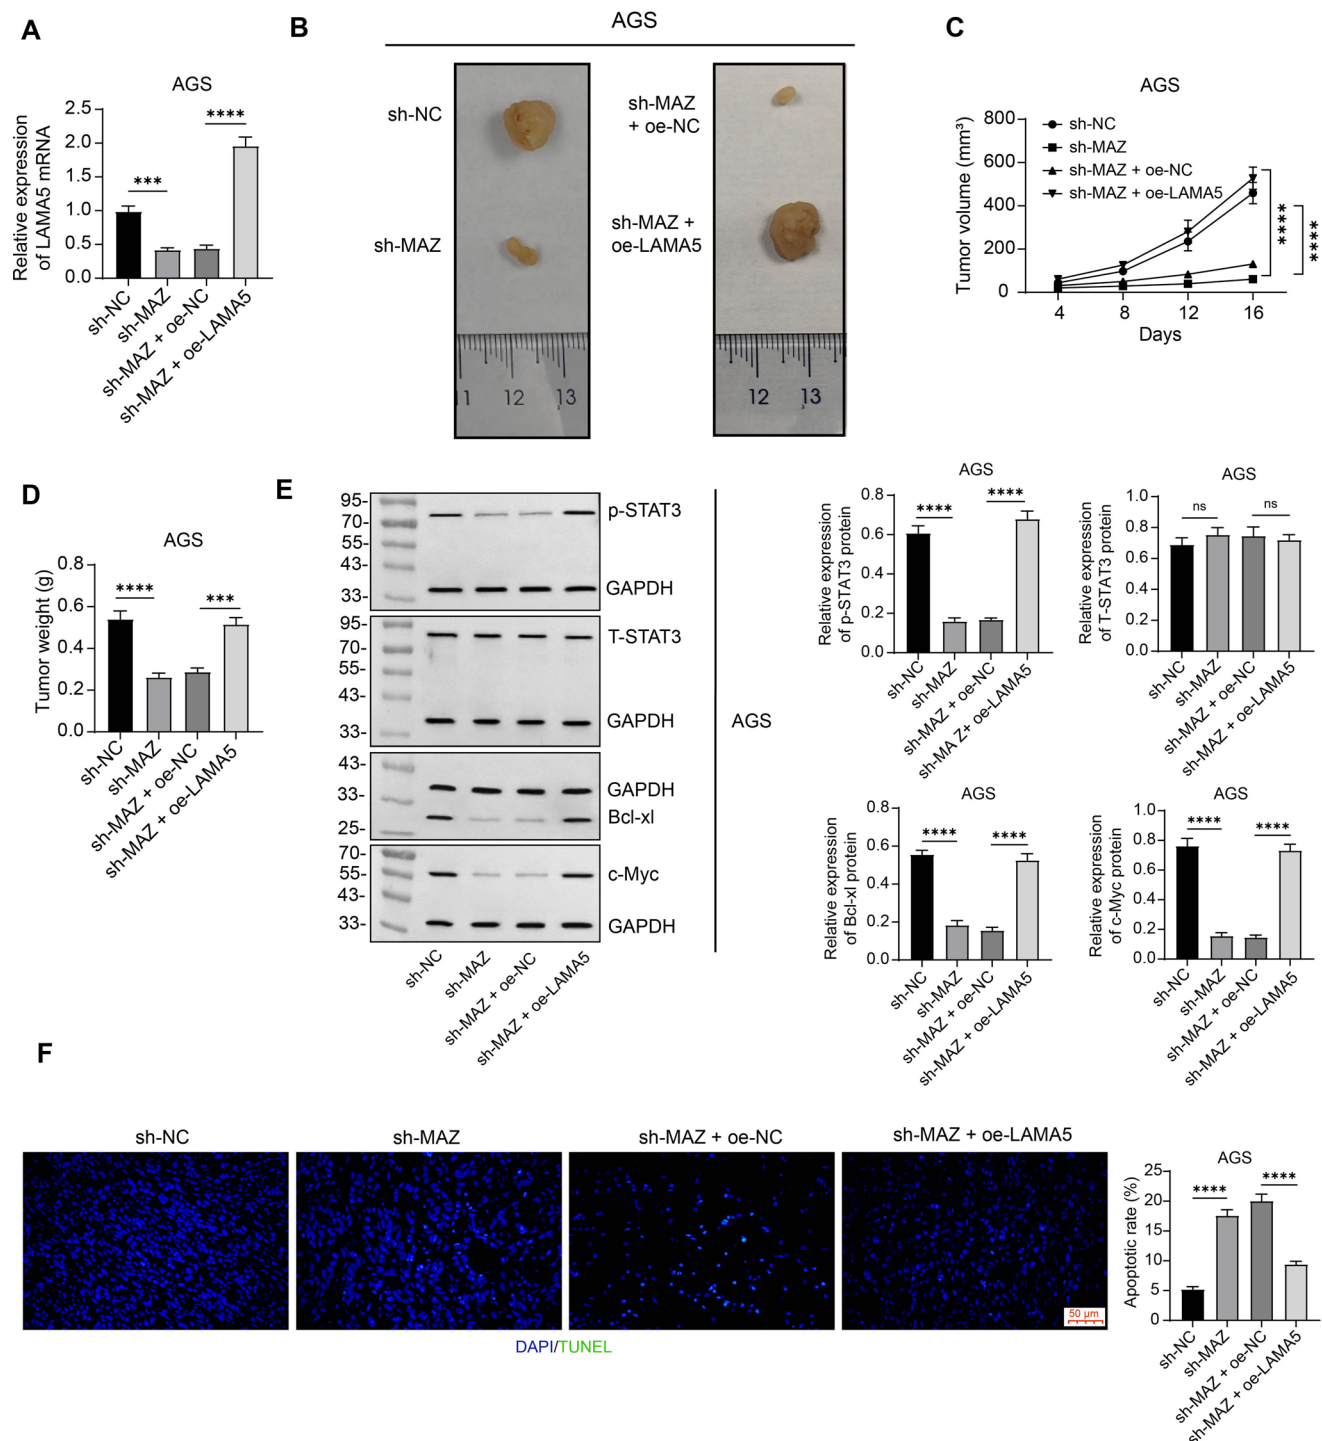 A
AGS
Relative expression
of LAMA5 mRNA
2.5
2.0
1.5
1.0
0.5
0.0
***
****
sh-NC
sh-MAZ
sh-MAZ + oe-NC
sh-MAZ + oe-LAMA5
B
AGS
sh-NC
sh-MAZ
11 12 13
sh-MAZ
+ oe-NC
sh-MAZ +
oe-LAMA5
12 13
C
AGS
Tumor volume (mm³)
800
600
400
200
0
sh-NC
sh-MAZ
sh-MAZ + oe-NC
sh-MAZ + oe-LAMA5
****
****
4 8 12 16
Days
D
AGS
Tumor weight (g)
0.8
0.6
0.4
0.2
0.0
****
***
sh-NC
sh-MAZ
sh-MAZ + oe-NC
sh-MAZ + oe-LAMA5
E
95-
70-
55-
43-
33-
p-STAT3
GAPDH
95-
70-
55-
43-
33-
T-STAT3
GAPDH
43-
33-
25-
GAPDH
Bcl-xl
70-
55-
43-
33-
c-Myc
GAPDH
sh-NC
sh-MAZ
sh-MAZ + oe-NC
sh-MAZ + oe-LAMA5
AGS
AGS
Relative expression
of p-STAT3 protein
0.8
0.6
0.4
0.2
0.0
****
****
sh-NC
sh-MAZ
sh-MAZ + oe-NC
sh-MA Z+ oe-LAMA5
AGS
Relative expression
of T-STAT3 protein
1.0
0.8
0.6
0.4
0.2
0.0
ns
ns
sh-NC
sh-MAZ
sh-MAZ + oe-NC
sh-MAZ + oe-LAMA5
AGS
Relative expression
of Bcl-xl protein
0.8
0.6
0.4
0.2
0.0
****
****
sh-NC
sh-MAZ
sh-MAZ + oe-NC
sh-MAZ + oe-LAMA5
AGS
Relative expression
of c-Myc protein
1.0
0.8
0.6
0.4
0.2
0.0
****
****
sh-NC
sh-MAZ
sh-MAZ + oe-NC
sh-MAZ + oe-LAMA5
F
sh-NC
sh-MAZ
sh-MAZ + oe-NC
sh-MAZ + oe-LAMA5
50 μm
DAPI/TUNEL
AGS
Apoptotic rate (%)
25
20
15
10
5
0
****
****
sh-NC
sh-MAZ
sh-MAZ + oe-NC
sh-MAZ + oe-LAMA5